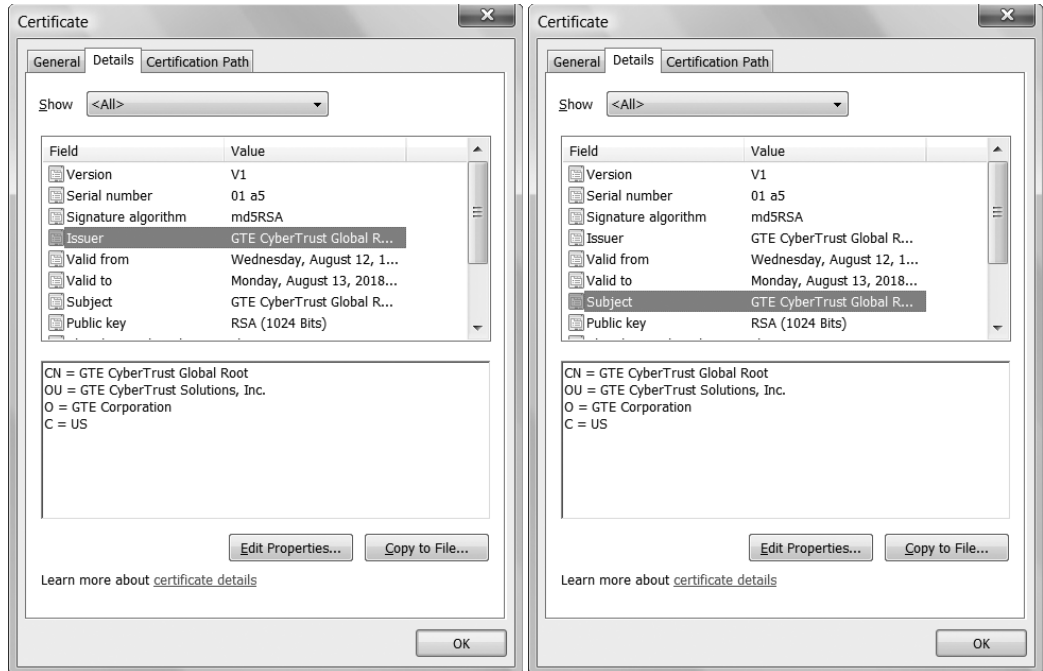 Certificate
General Details Certification Path
Show <All>
Field Value
Version V1
Serial number 01 a5
Signature algorithm md5RSA
Issuer GTE CyberTrust Global R...
Valid from Wednesday, August 12, 1...
Valid to Monday, August 13, 2018...
Subject GTE CyberTrust Global R...
Public key RSA (1024 Bits)
CN = GTE CyberTrust Global Root
OU = GTE CyberTrust Solutions, Inc.
O = GTE Corporation
C = US
Edit Properties... Copy to File...
Learn more about certificate details
OK
Certificate
General Details Certification Path
Show <All>
Field Value
Version V1
Serial number 01 a5
Signature algorithm md5RSA
Issuer GTE CyberTrust Global R...
Valid from Wednesday, August 12, 1...
Valid to Monday, August 13, 2018...
Subject GTE CyberTrust Global R...
Public key RSA (1024 Bits)
CN = GTE CyberTrust Global Root
OU = GTE CyberTrust Solutions, Inc.
O = GTE Corporation
C = US
Edit Properties... Copy to File...
Learn more about certificate details
OK